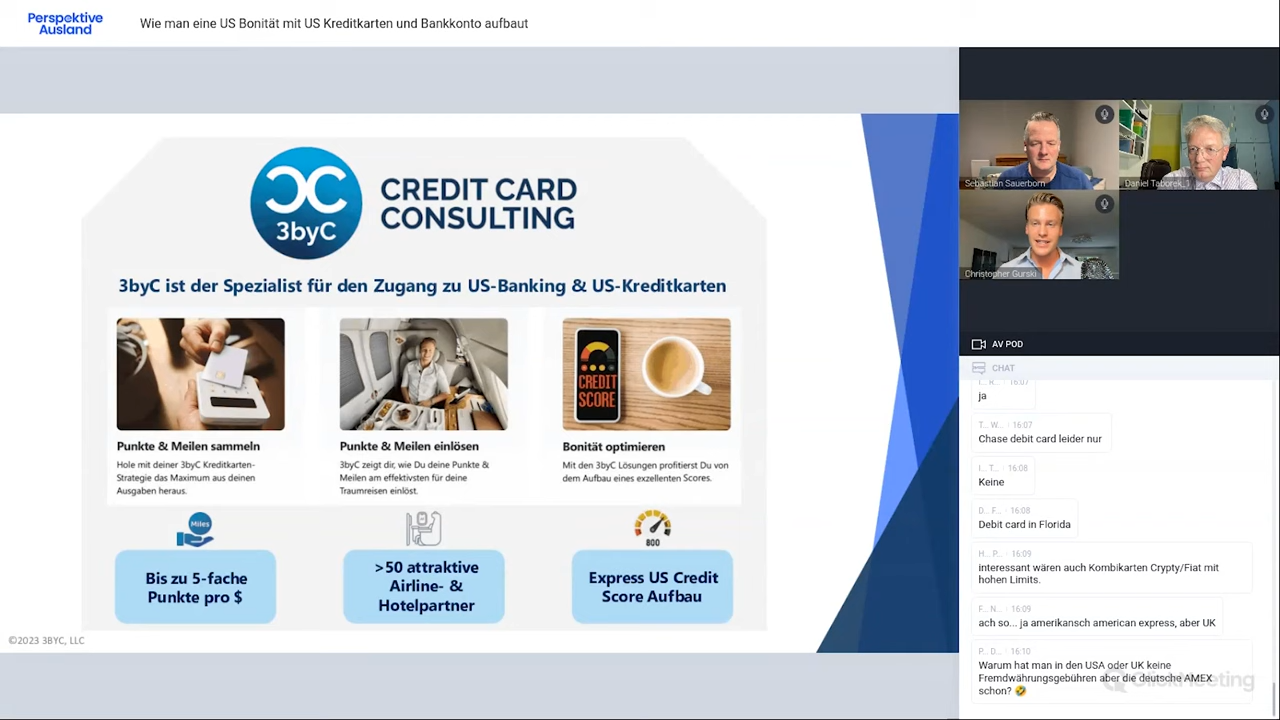 Perspektive
Ausland
Wie man eine US Bonität mit US Kreditkarten und Bankkonto aufbaut
3byC
CREDIT CARD
CONSULTING
3byC ist der Spezialist für den Zugang zu US-Banking & US-Kreditkarten
CREDIT
SCORE
Punkte & Meilen sammeln
Hole mit deiner 3byC Kreditkarten-
Strategie das Maximum aus deinen
Ausgaben heraus.
Punkte & Meilen einlösen
3byC zeigt dir, wie Du deine Punkte &
Meilen am effektivsten für deine
Traumreisen einlöst.
Bonität optimieren
Mit den 3byC Lösungen profitierst Du von
dem Aufbau eines exzellenten Scores.
Miles
800
Bis zu 5-fache
Punkte pro $
>50 attraktive
Airline- &
Hotelpartner
Express US Credit
Score Aufbau
©2023 3BYC, LLC
Sebastian Sauerborn
Daniel Taborek_1
Christopher Gurski
AV POD
CHAT
I... R... · 16:07
ja
T... W... · 16:07
Chase debit card leider nur
I... T... · 16:08
Keine
D... F... · 16:08
Debit card in Florida
H... P... · 16:09
interessant wären auch Kombikarten Crypty/Fiat mit
hohen Limits.
F... N... · 16:09
ach so... ja amerikansch american express, aber UK
P... D... · 16:10
Warum hat man in den USA oder UK keine
Fremdwährungsgebühren aber die deutsche AMEX
schon? 🤣
ClickMeeting